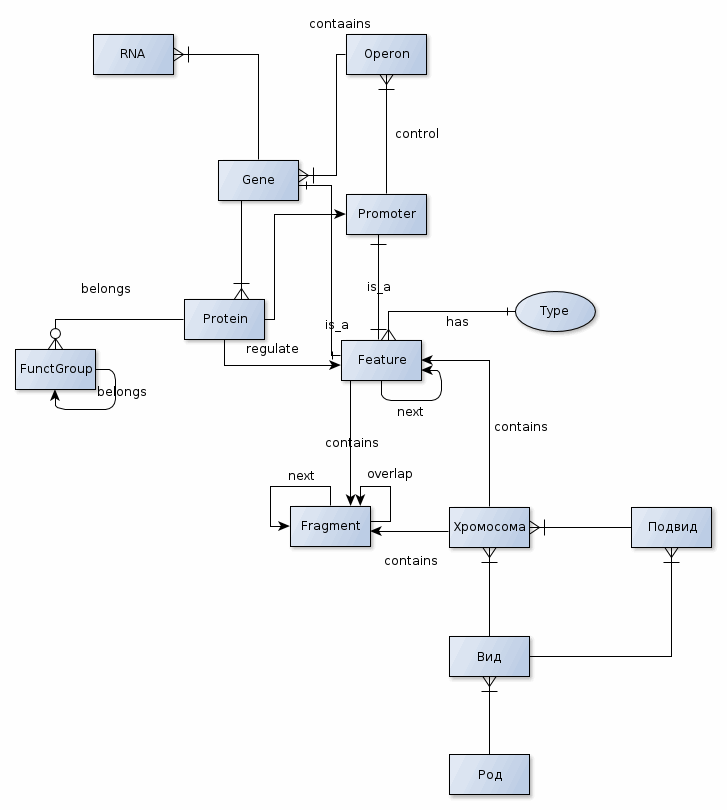 contaains
RNA
Operon
control
Gene
Promoter
belongs
is_a
Type
Protein
is_a
has
regulate
Feature
FunctGroup
belongs
next
contains
contains
next
overlap
Fragment
Хромосома
Подвид
contains
Вид
Род